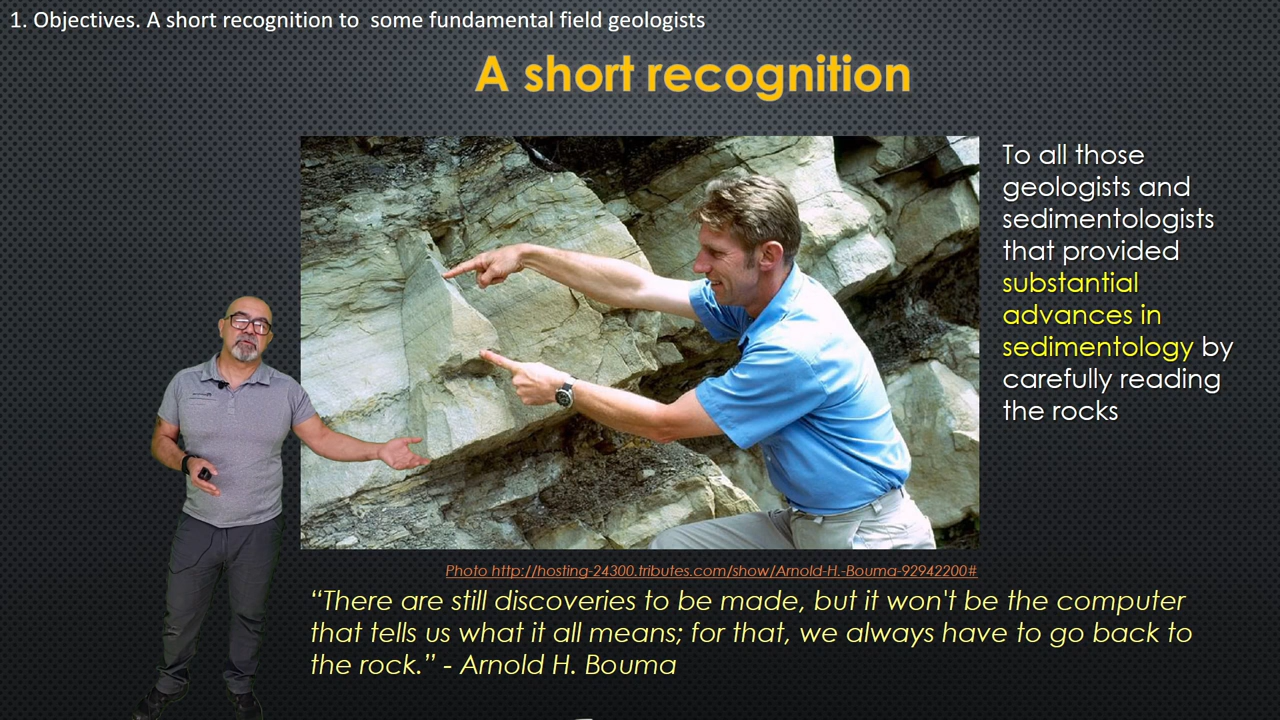 1. Objectives. A short recognition to  some fundamental field geologists
A short recognition
To all those
geologists and
sedimentologists
that provided
substantial
advances in
sedimentology by
carefully reading
the rocks
Photo http://hosting-24300.tributes.com/show/Arnold-H.-Bouma-92942200#
“There are still discoveries to be made, but it won't be the computer
that tells us what it all means; for that, we always have to go back to
the rock.” - Arnold H. Bouma